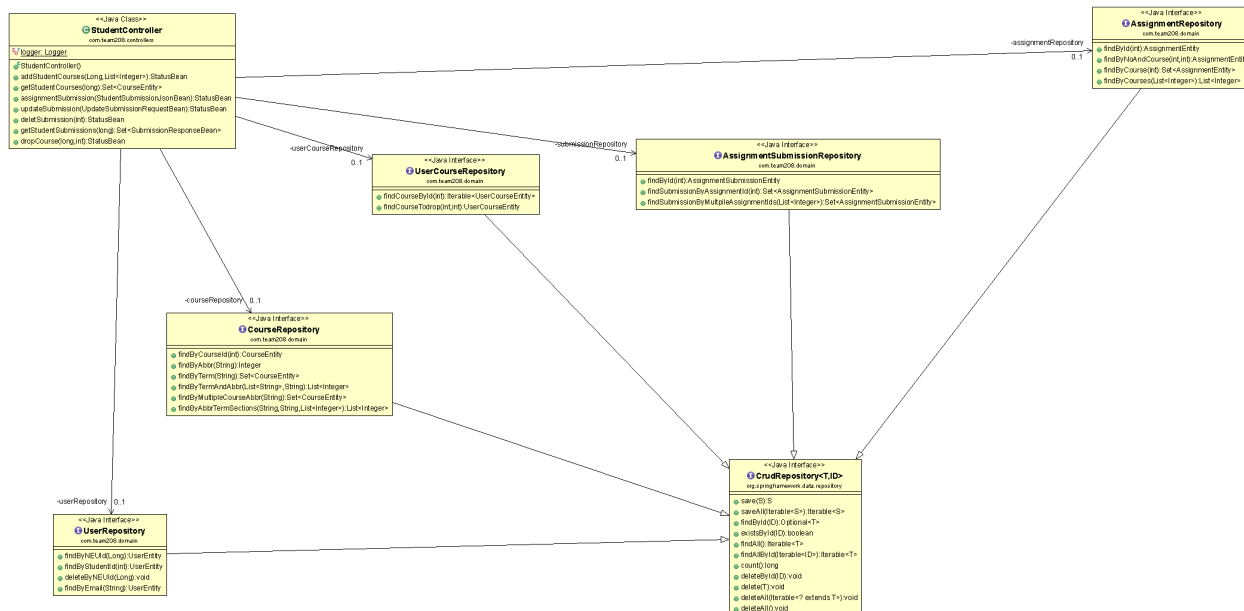 <<Java Class>>
StudentController
com.team208.controllers
logger: Logger
StudentController()
addStudentCourses(Long,List<Integer>):StatusBean
getStudentCourses(long):Set<CourseEntity>
assignmentSubmission(StudentSubmissionJsonBean):StatusBean
updateSubmission(UpdateSubmissionRequestBean):StatusBean
deletSubmission(int):StatusBean
getStudentSubmissions(long):Set<SubmissionResponseBean>
dropCourse(long,int):StatusBean
-assignmentRepository
0..1
<<Java Interface>>
AssignmentRepository
com.team208.domain
findById(int):AssignmentEntity
findByNoAndCourse(int,int):AssignmentEntit
findByCourse(int):Set<AssignmentEntity>
findByCourses(List<Integer>):List<Integer>
-userCourseRepository
0..1
<<Java Interface>>
UserCourseRepository
com.team208.domain
findCourseById(int):Iterable<UserCourseEntity>
findCourseTodrop(int,int):UserCourseEntity
-submissionRepository
0..1
<<Java Interface>>
AssignmentSubmissionRepository
com.team208.domain
findById(int):AssignmentSubmissionEntity
findSubmissionByAssignmentId(int):Set<AssignmentSubmissionEntity>
findSubmissionByMultpileAssignmentIds(List<Integer>):Set<AssignmentSubmissionEntity>
-courseRepository
0..1
<<Java Interface>>
CourseRepository
com.team208.domain
findByCourseId(int):CourseEntity
findByAbbr(String):Integer
findByTerm(String):Set<CourseEntity>
findByTermAndAbbr(List<String>,String):List<Integer>
findByMultipleCourseAbbr(String):Set<CourseEntity>
findByAbbrTermSections(String,String,List<Integer>):List<Integer>
-userRepository
0..1
<<Java Interface>>
UserRepository
com.team208.domain
findByNEUId(Long):UserEntity
findByStudentId(int):UserEntity
deleteByNEUId(Long):void
findByEmail(String):UserEntity
<<Java Interface>>
CrudRepository<T,ID>
org.springframework.data.repository
save(S):S
saveAll(Iterable<S>):Iterable<S>
findById(ID):Optional<T>
existsById(ID):boolean
findAll():Iterable<T>
findAllById(Iterable<ID>):Iterable<T>
count():long
deleteById(ID):void
delete(T):void
deleteAll(Iterable<? extends T>):void
deleteAll():void